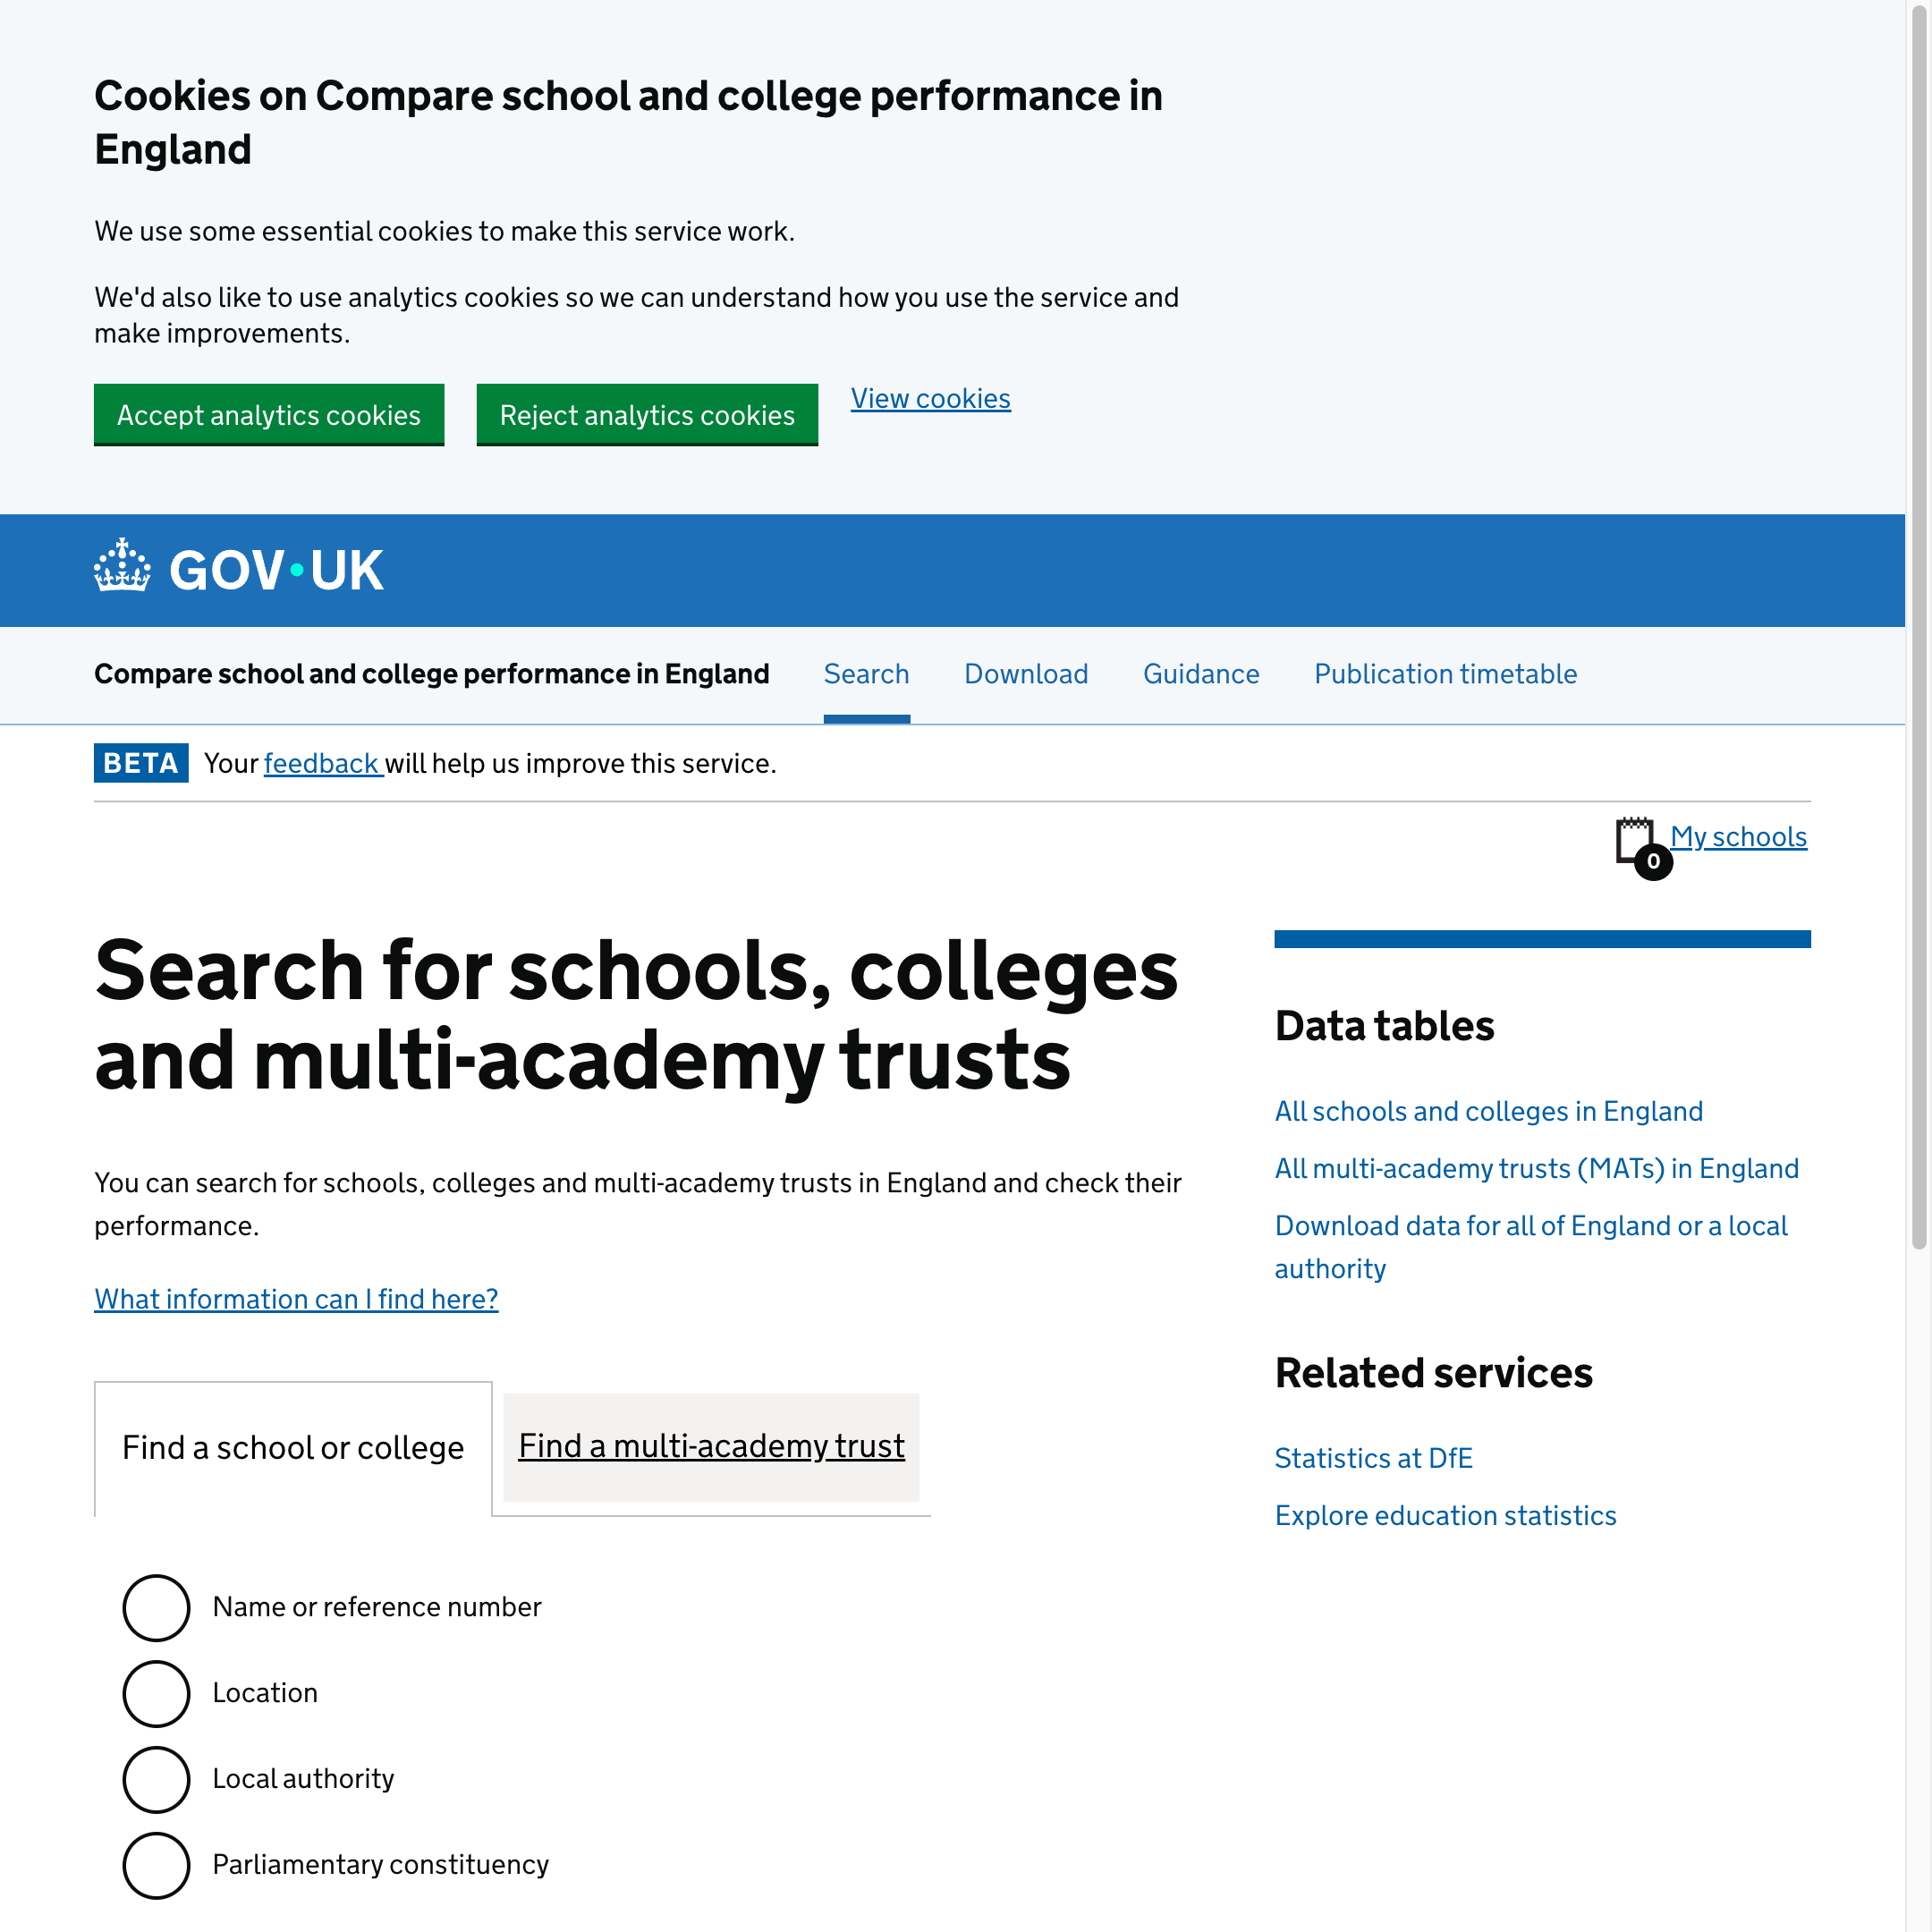 Cookies on Compare school and college performance in
England
We use some essential cookies to make this service work.
We'd also like to use analytics cookies so we can understand how you use the service and
make improvements.
Accept analytics cookies
Reject analytics cookies
View cookies
GOV·UK
Compare school and college performance in England
Search
Download
Guidance
Publication timetable
BETA
Your feedback will help us improve this service.
0
My schools
Search for schools, colleges
and multi-academy trusts
You can search for schools, colleges and multi-academy trusts in England and check their
performance.
What information can I find here?
Find a school or college
Find a multi-academy trust
Name or reference number
Location
Local authority
Parliamentary constituency
Data tables
All schools and colleges in England
All multi-academy trusts (MATs) in England
Download data for all of England or a local
authority
Related services
Statistics at DfE
Explore education statistics